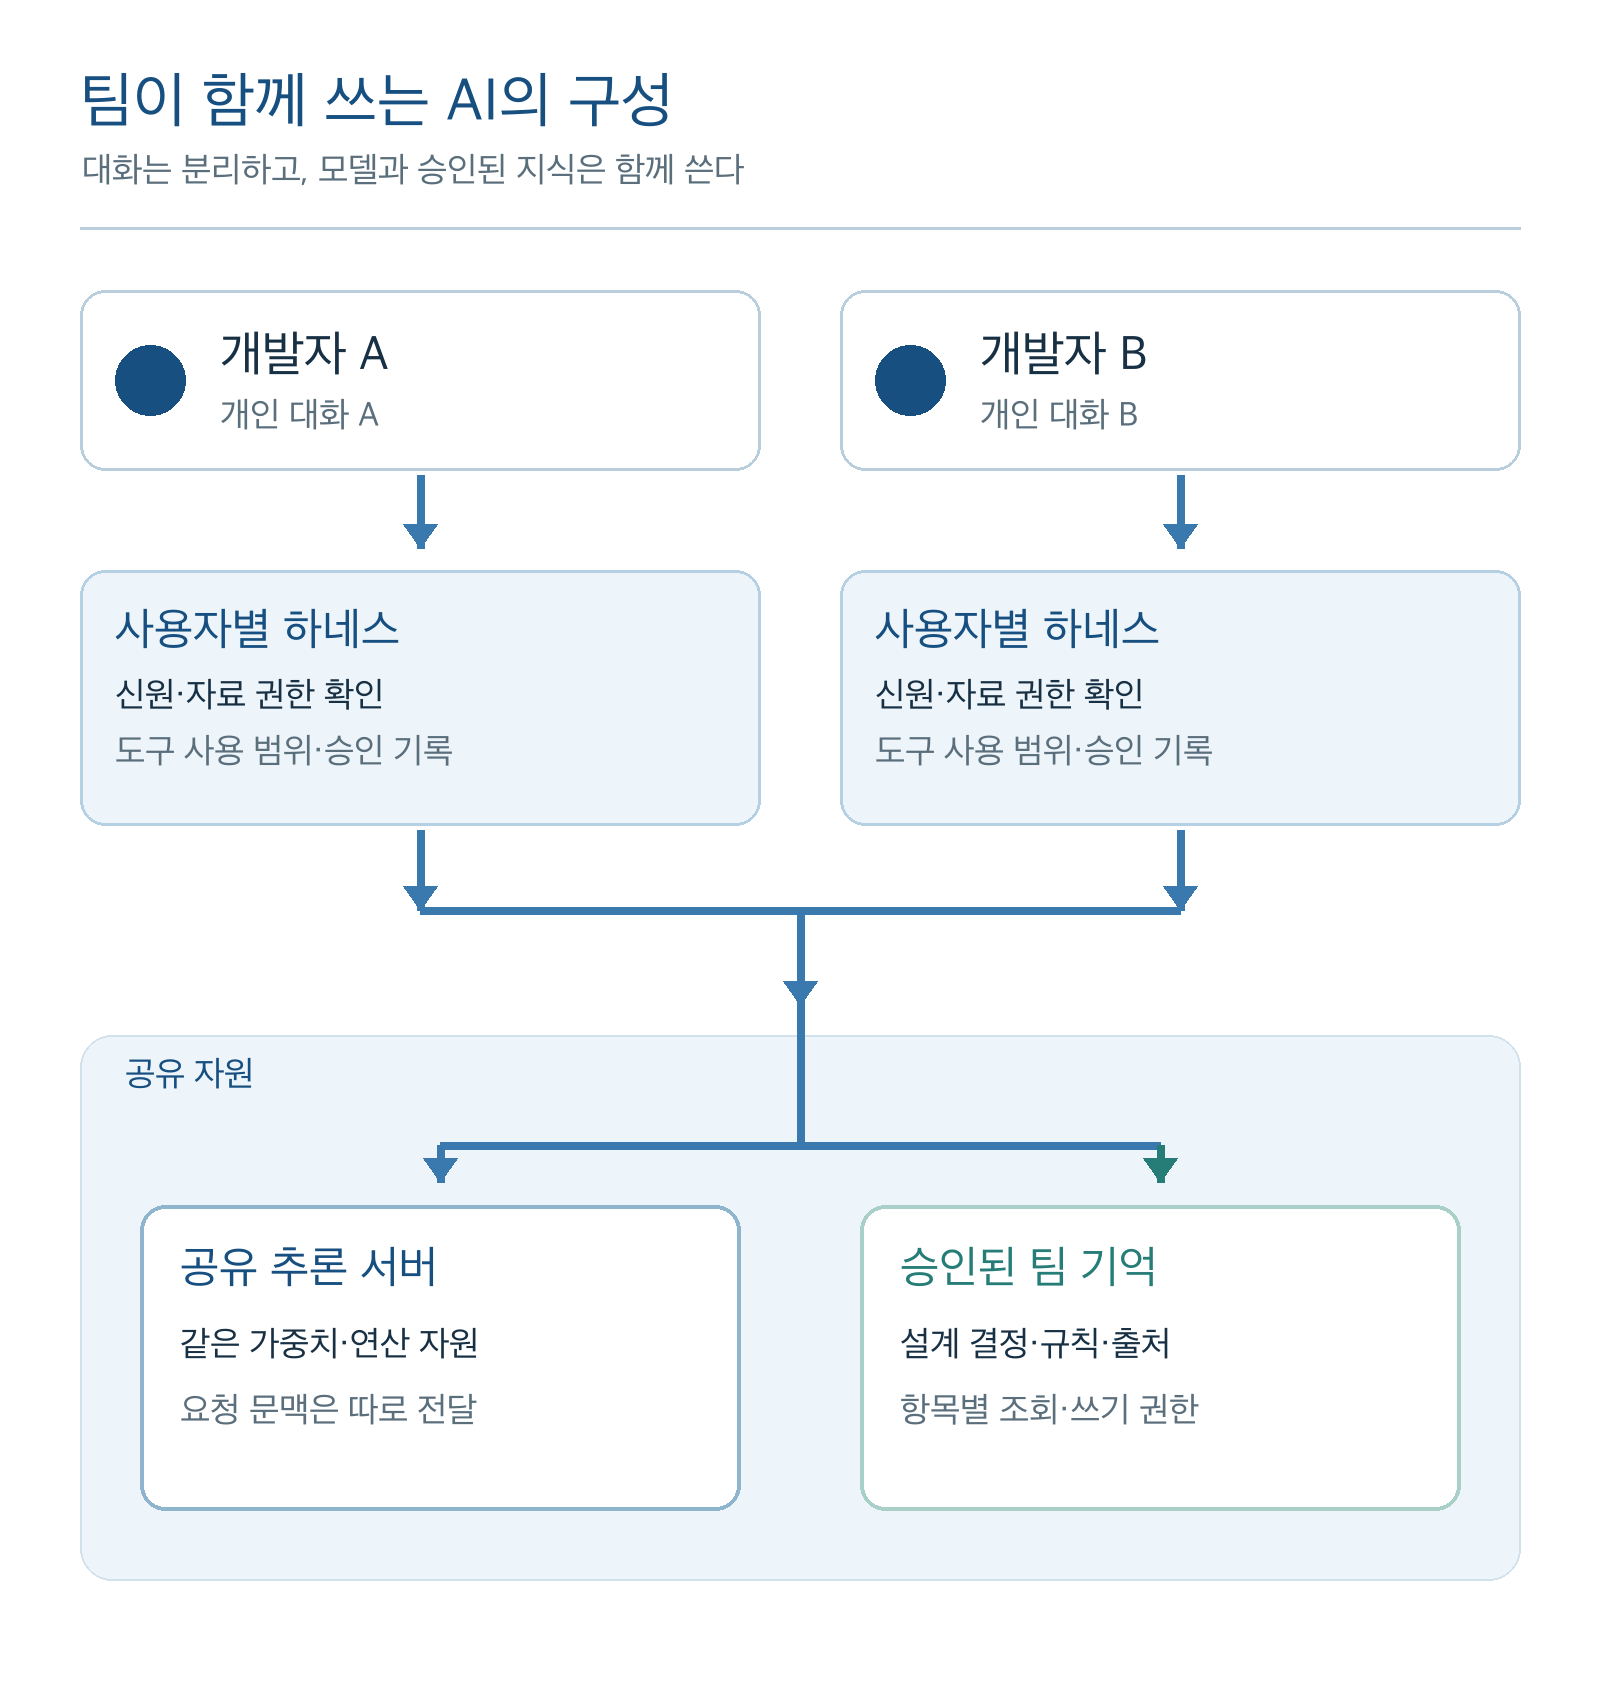 팀이 함께 쓰는 AI의 구성
대화는 분리하고, 모델과 승인된 지식은 함께 쓴다
개발자 A
개인 대화 A
개발자 B
개인 대화 B
사용자별 하네스
신원·자료 권한 확인
도구 사용 범위·승인 기록
사용자별 하네스
신원·자료 권한 확인
도구 사용 범위·승인 기록
공유 자원
공유 추론 서버
같은 가중치·연산 자원
요청 문맥은 따로 전달
승인된 팀 기억
설계 결정·규칙·출처
항목별 조회·쓰기 권한